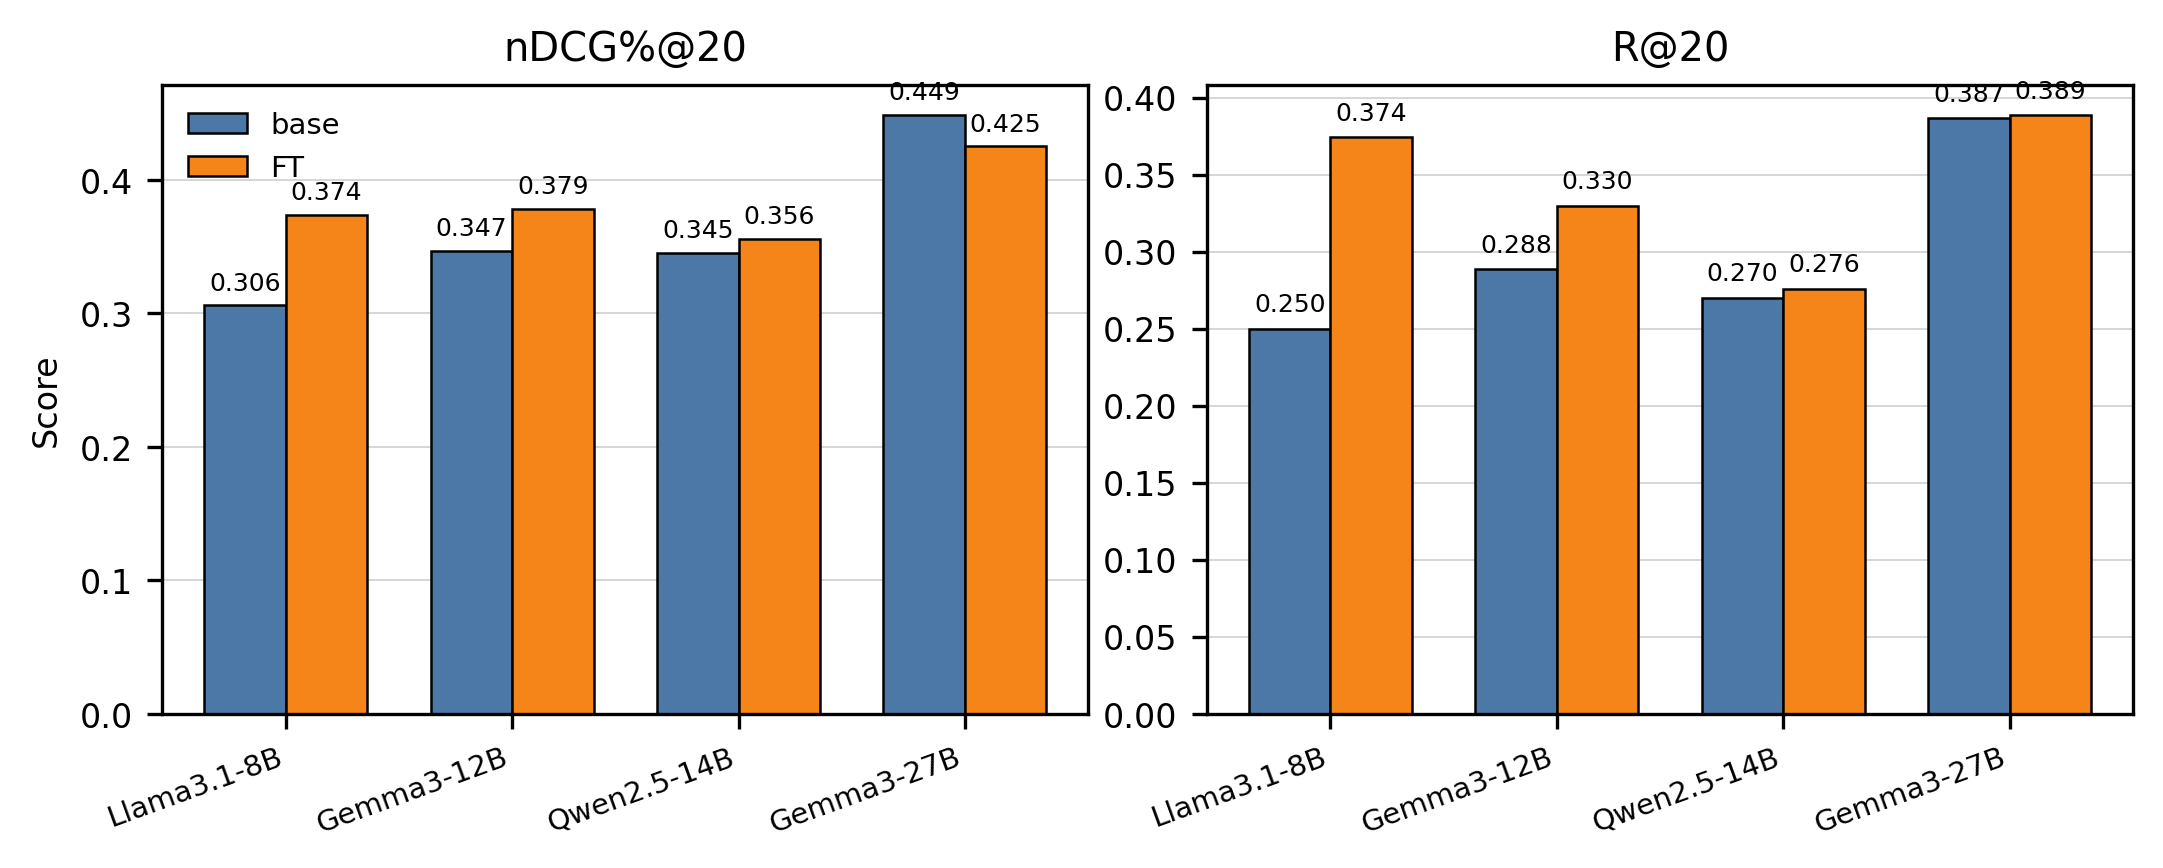 nDCG%@20
R@20
base
FT
0.306
0.374
0.347
0.379
0.345
0.356
0.449
0.425
0.4
0.3
0.2
0.1
0.0
Score
Llama3.1-8B
Gemma3-12B
Qwen2.5-14B
Gemma3-27B
0.250
0.374
0.288
0.330
0.270
0.276
0.387
0.389
0.40
0.35
0.30
0.25
0.20
0.15
0.10
0.05
0.00
Llama3.1-8B
Gemma3-12B
Qwen2.5-14B
Gemma3-27B